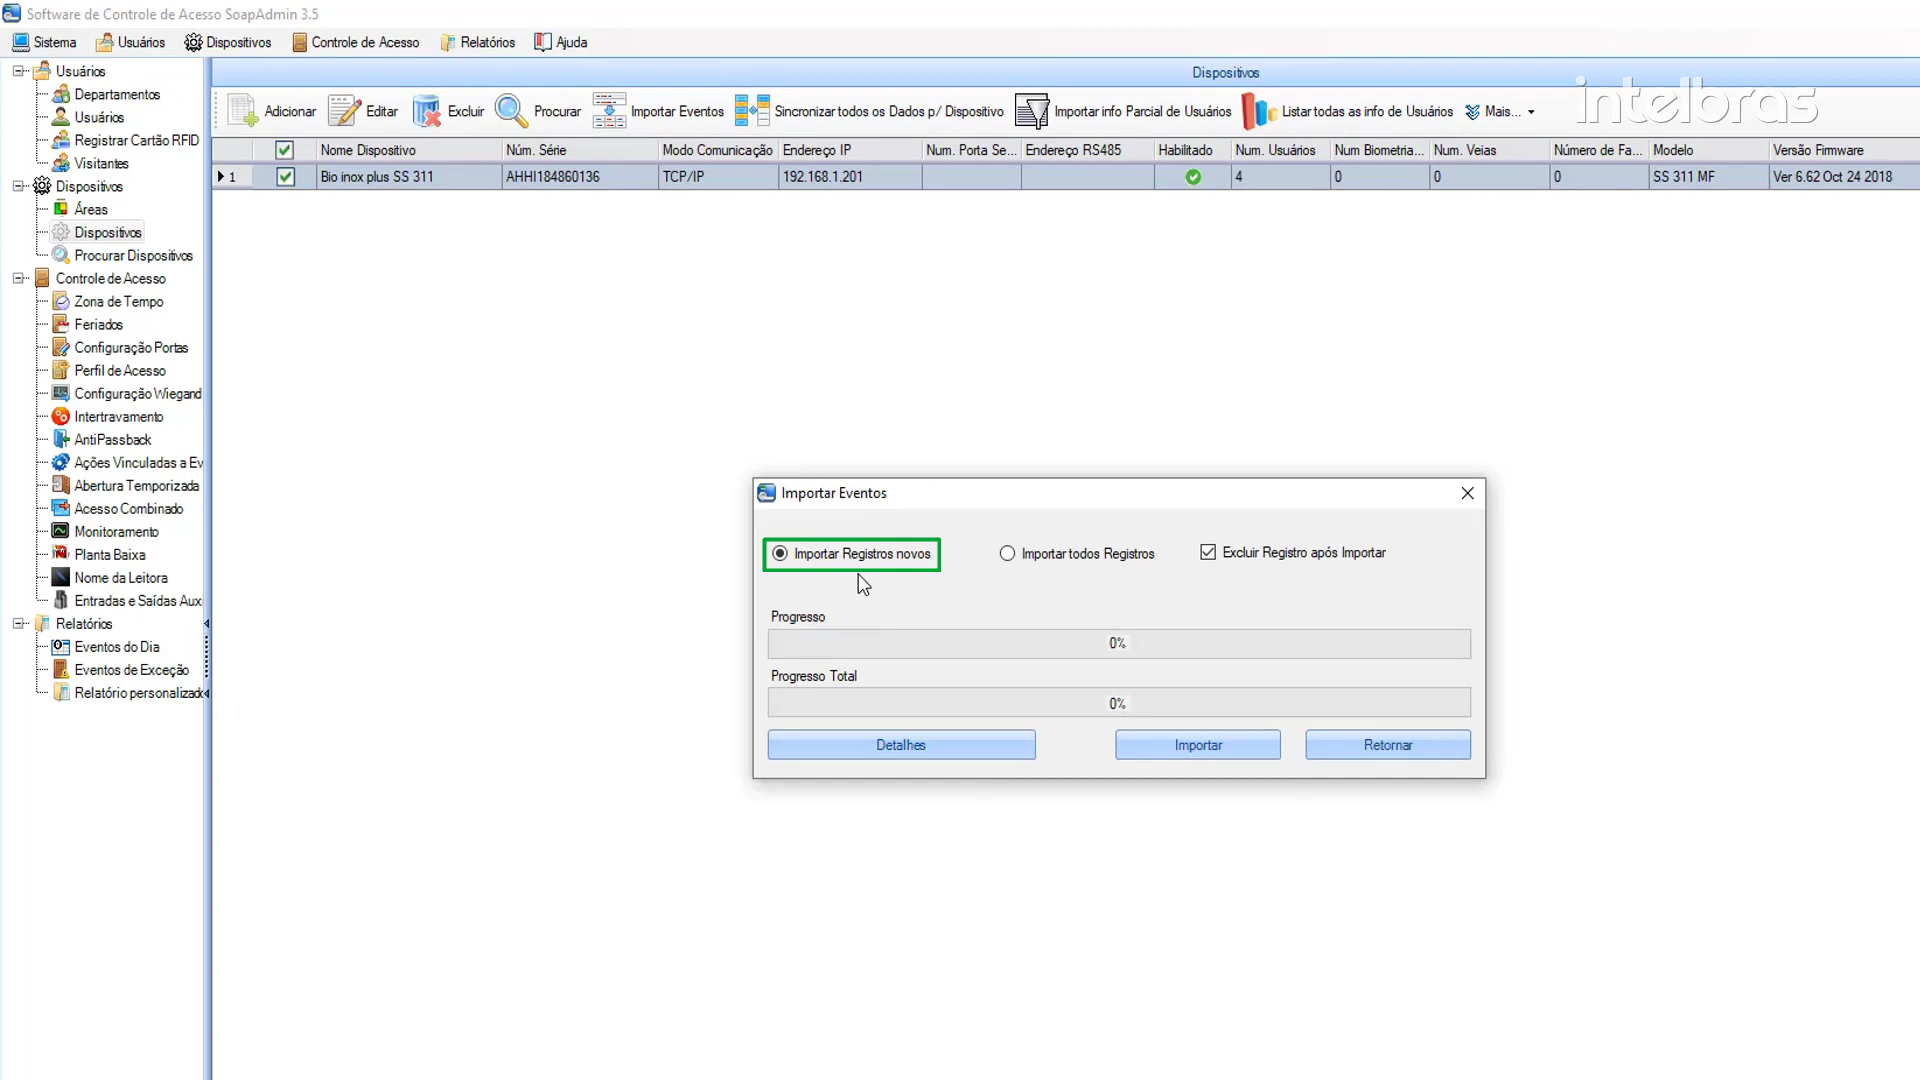 Software de Controle de Acesso SoapAdmin 3.5
Sistema Usuários Dispositivos Controle de Acesso Relatórios Ajuda
Usuários
Departamentos
Usuários
Registrar Cartão RFID
Visitantes
Dispositivos
Áreas
Dispositivos
Procurar Dispositivos
Controle de Acesso
Zona de Tempo
Feriados
Configuração Portas
Perfil de Acesso
Configuração Wiegand
Intertravamento
AntiPassback
Ações Vinculadas a Ev
Abertura Temporizada
Acesso Combinado
Monitoramento
Planta Baixa
Nome da Leitora
Entradas e Saídas Aux
Relatórios
Eventos do Dia
Eventos de Exceção
Relatório personalizado
Dispositivos
intelbras
Adicionar Editar Excluir Procurar Importar Eventos Sincronizar todos os Dados p/ Dispositivo Importar info Parcial de Usuários Listar todas as info de Usuários Mais...
Nome Dispositivo Núm. Série Modo Comunicação Endereço IP Num. Porta Se... Endereço RS485 Habilitado Num. Usuários Num Biometria... Num. Veias Número de Fa... Modelo Versão Firmware
1 Bio inox plus SS 311 AHHI184860136 TCP/IP 192.168.1.201 4 0 0 0 SS 311 MF Ver 6.62 Oct 24 2018
Importar Eventos
Importar Registros novos Importar todos Registros Excluir Registro após Importar
Progresso
0%
Progresso Total
0%
Detalhes Importar Retornar